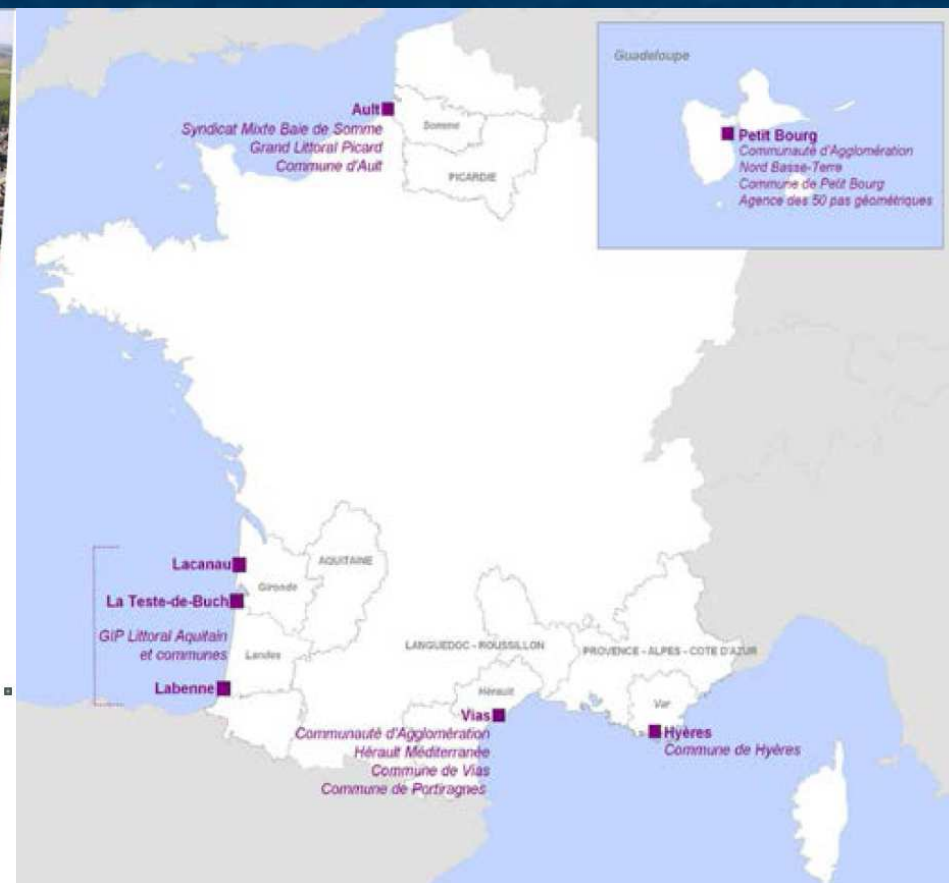 Guadeloupe
Petit Bourg
Communauté d'Agglomération
Nord Basse-Terre
Commune de Petit Bourg
Agence des 50 pas géométriques
Ault
Syndicat Mixte Baie de Somme
Grand Littoral Picard
Commune d'Ault
Somme
PICARDIE
Lacanau
La Teste-de-Buch
GIP Littoral Aquitain
et communes
Labenne
AQUITAINE
Gironde
Landes
LANGUEDOC - ROUSSILLON
Hérault
Vias
Communauté d'Agglomération
Hérault Méditerranée
Commune de Vias
Commune de Portiragnes
PROVENCE - ALPES - COTE D'AZUR
Var
Hyères
Commune de Hyères